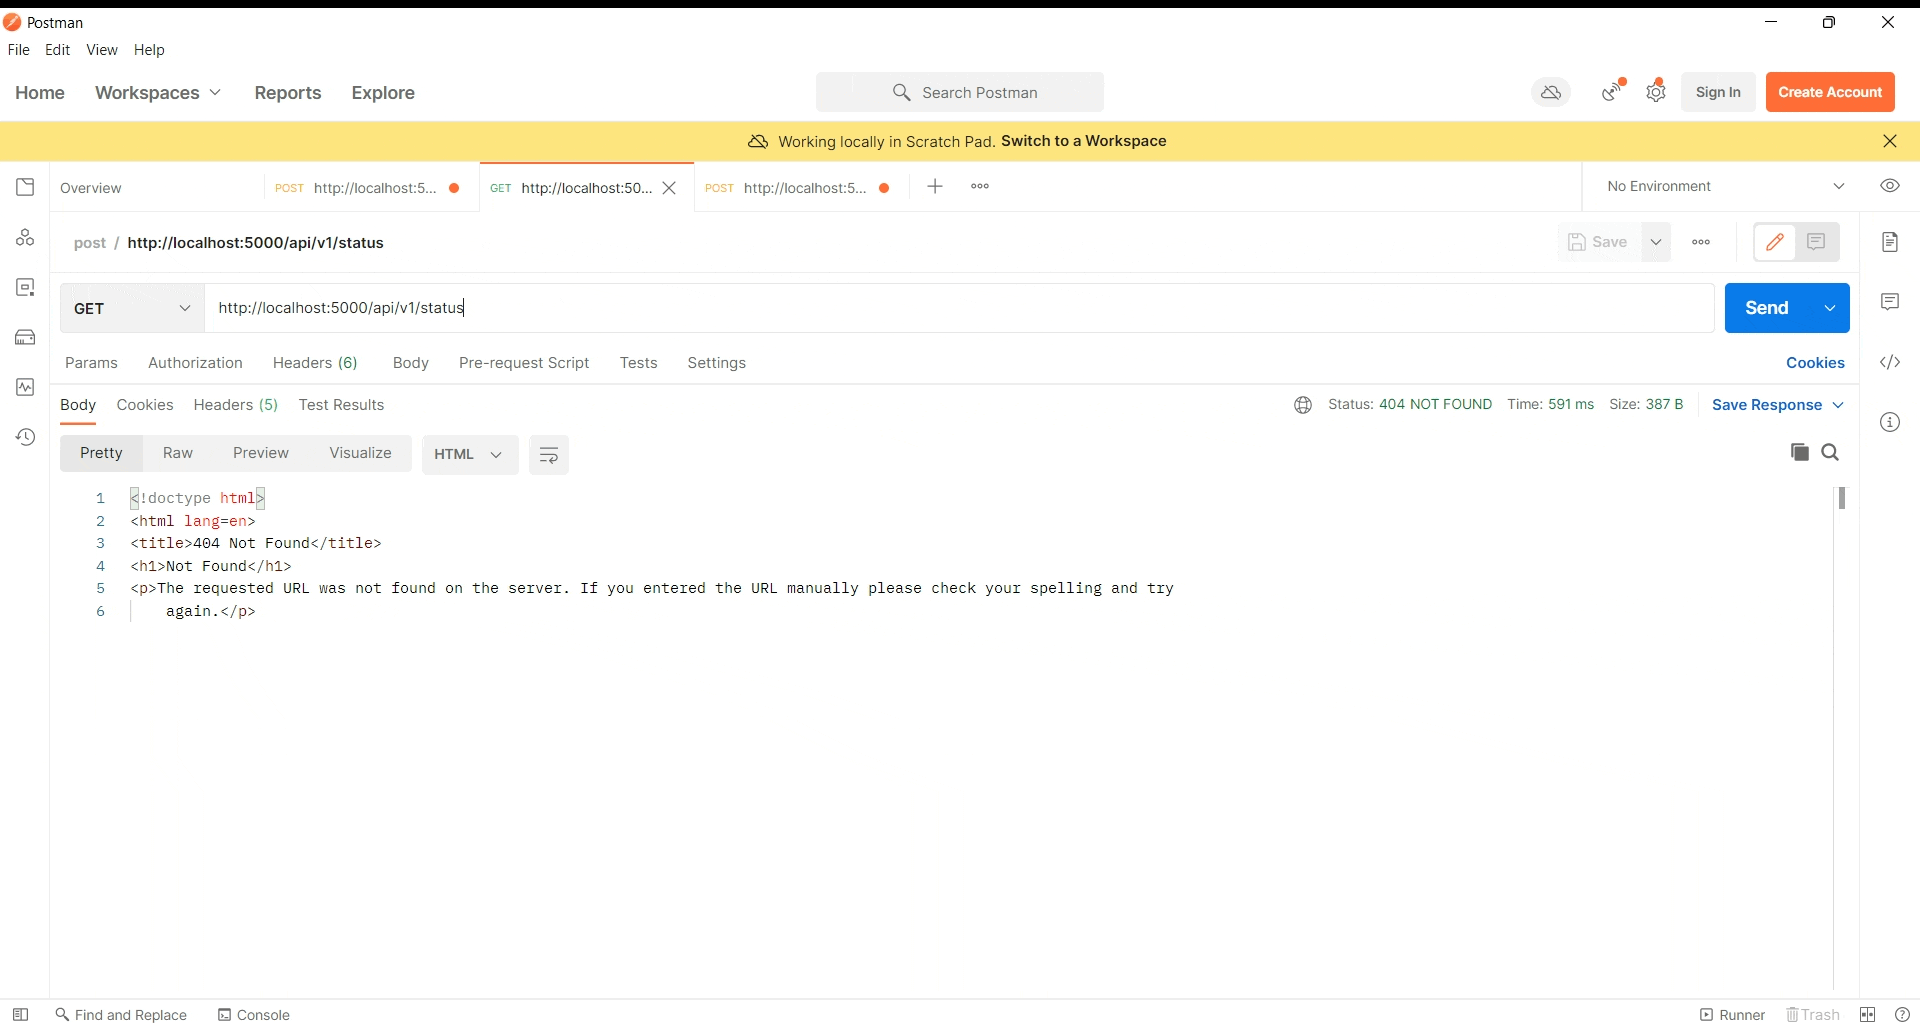 Postman
File Edit View Help
Home Workspaces Reports Explore Search Postman Sign In Create Account
Working locally in Scratch Pad. Switch to a Workspace
Overview POST http://localhost:5... GET http://localhost:50... POST http://localhost:5... No Environment
post / http://localhost:5000/api/v1/status Save
GET http://localhost:5000/api/v1/status Send
Params Authorization Headers (6) Body Pre-request Script Tests Settings Cookies
Body Cookies Headers (5) Test Results Status: 404 NOT FOUND Time: 591 ms Size: 387 B Save Response
Pretty Raw Preview Visualize HTML
1 <!doctype html>
2 <html lang=en>
3 <title>404 Not Found</title>
4 <h1>Not Found</h1>
5 <p>The requested URL was not found on the server. If you entered the URL manually please check your spelling and try
6 again.</p>
Find and Replace Console Runner Trash